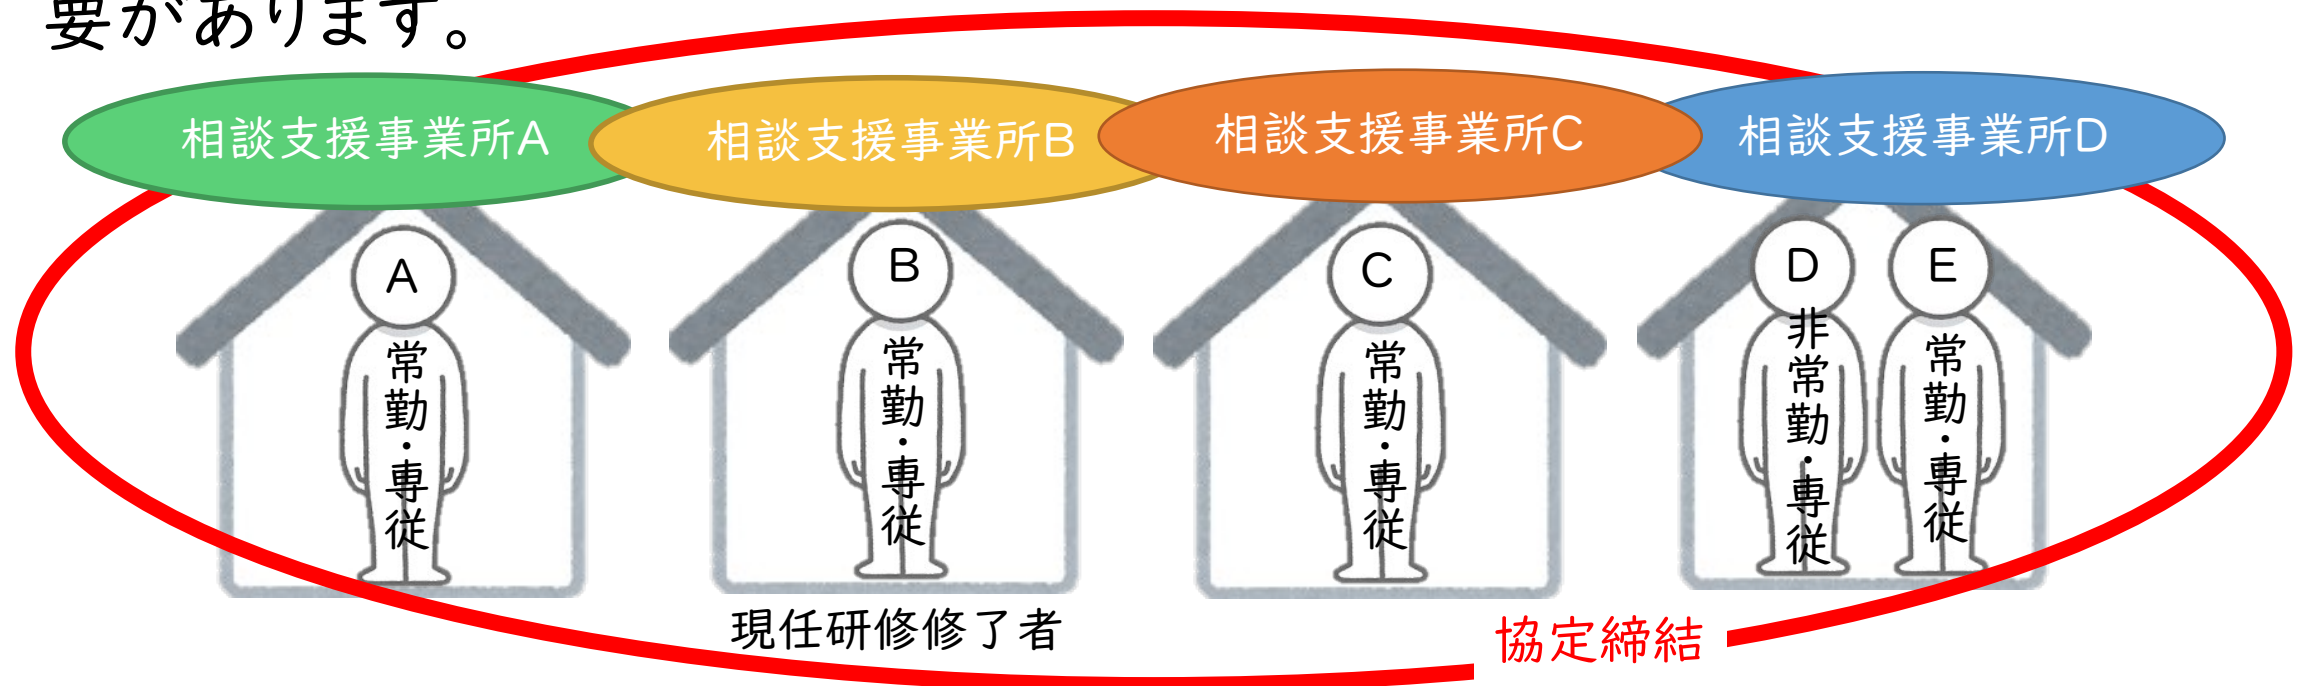 要があります。
相談支援事業所A
相談支援事業所B
相談支援事業所C
相談支援事業所D
A
常勤・専従
B
常勤・専従
C
常勤・専従
D
非常勤・専従
E
常勤・専従
現任研修修了者
協定締結